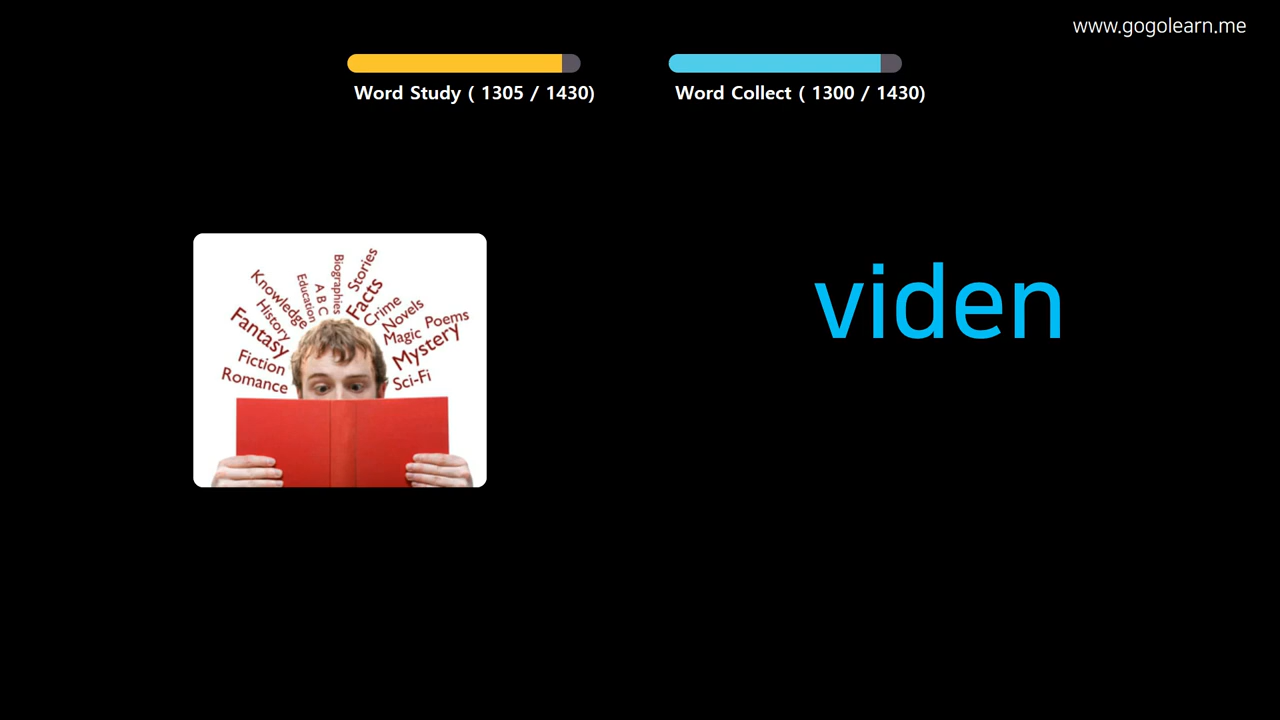 www.gogolearn.me
Word Study ( 1305 / 1430)
Word Collect ( 1300 / 1430)
viden
Knowledge
History
Fantasy
Fiction
Romance
Education
A B C
Biographies
Stories
Facts
Crime
Novels
Magic
Poems
Mystery
Sci-Fi